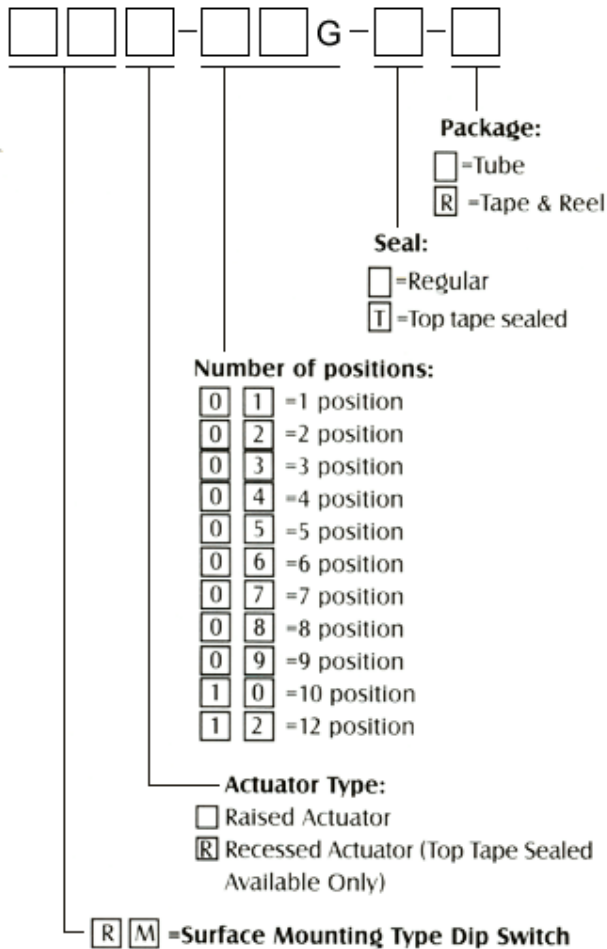 G
Package:
=Tube
R =Tape & Reel
Seal:
=Regular
T =Top tape sealed
Number of positions:
0 1 =1 position
0 2 =2 position
0 3 =3 position
0 4 =4 position
0 5 =5 position
0 6 =6 position
0 7 =7 position
0 8 =8 position
0 9 =9 position
1 0 =10 position
1 2 =12 position
Actuator Type:
Raised Actuator
R Recessed Actuator (Top Tape Sealed
Available Only)
R M =Surface Mounting Type Dip Switch